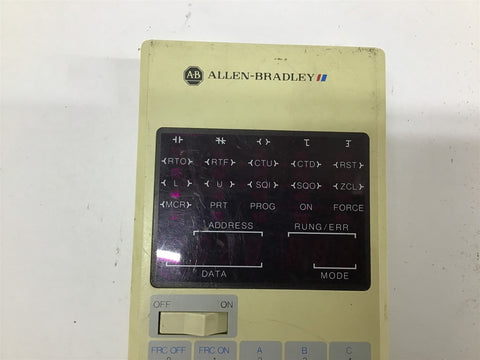 AB ALLEN-BRADLEY
RTO RTF CTU CTD RST
L U SQI SQO ZCL
MCR PRT PROG ON FORCE
ADDRESS RUNG/ERR
DATA MODE
OFF ON
FRC OFF FRC ON A B C